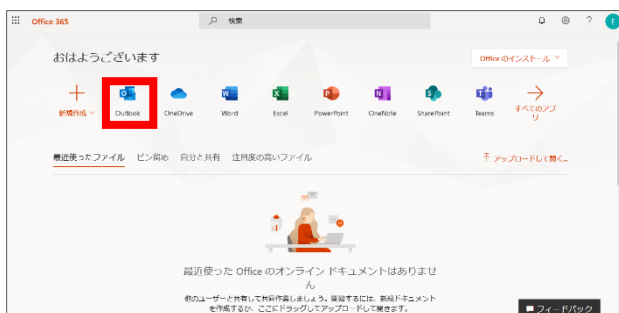 Office 365
検索
?
E
おはようございます
Office のインストール
新規作成
Outlook
OneDrive
Word
Excel
PowerPoint
OneNote
SharePoint
Teams
すべてのアプ
リ
最近使ったファイル ピン留め 自分と共有 注目度の高いファイル
アップロードして開く...
最近使った Office のオンライン ドキュメントはありませ
ん
他のユーザーと共有して共同作業しましょう。開始するには、新規ドキュメント
を作成するか、ここにドラッグしてアップロードして開きます。
フィードバック